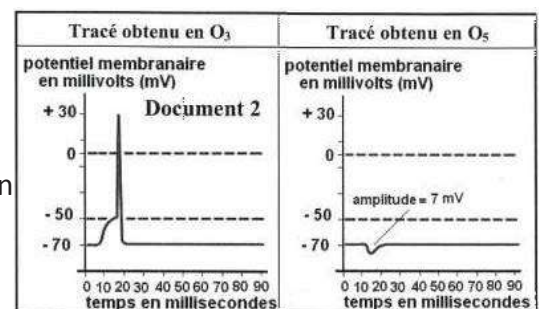 Tracé obtenu en O₃
Tracé obtenu en O₅
potentiel membranaire
en millivolts (mV)
Document 2
+ 30
0
- 50
- 70
0 10 20 30 40 50 60 70 80 90
temps en millisecondes
potentiel membranaire
en millivolts (mV)
+ 30
0
amplitude = 7 mV
- 50
- 70
0 10 20 30 40 50 60 70 80 90
temps en millisecondes
n